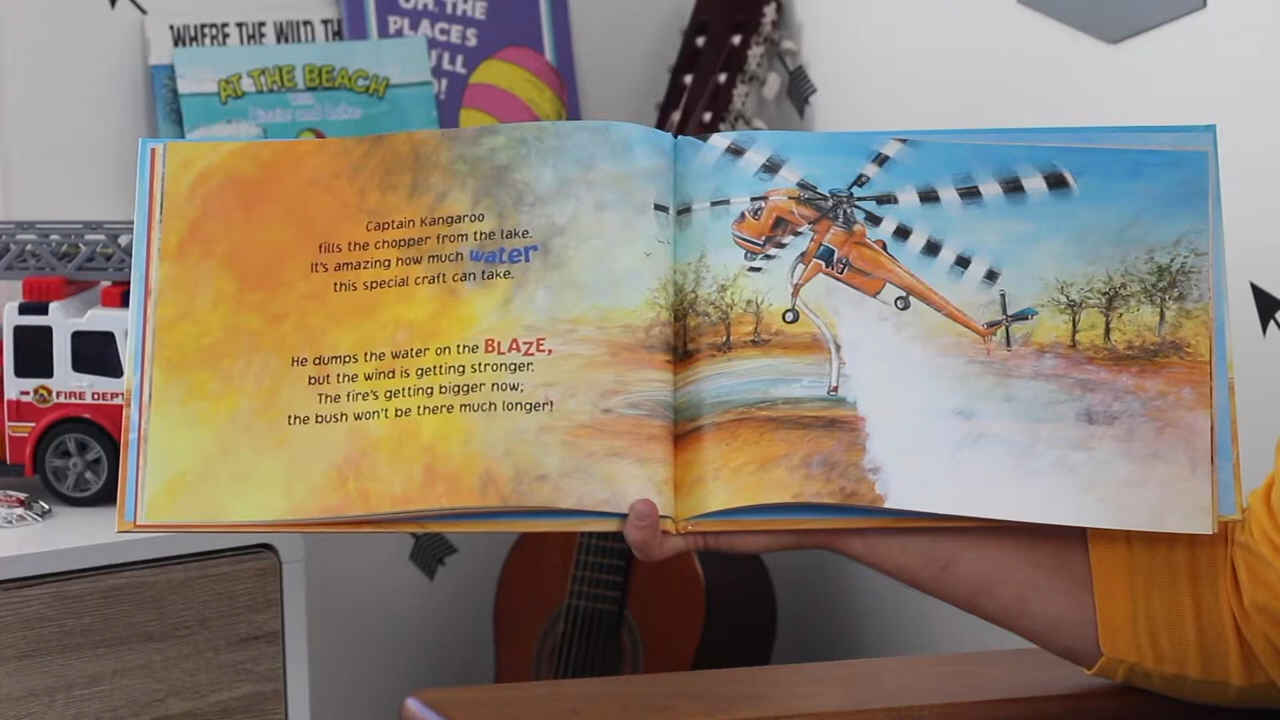 WHERE THE WILD TH
OH, THE
PLACES
'LL
!
AT THE BEACH
Captain Kangaroo
fills the chopper from the lake.
It's amazing how much water
this special craft can take.
He dumps the water on the BLAZE,
but the wind is getting stronger.
The fire's getting bigger now;
the bush won't be there much longer!
FIRE DEPT